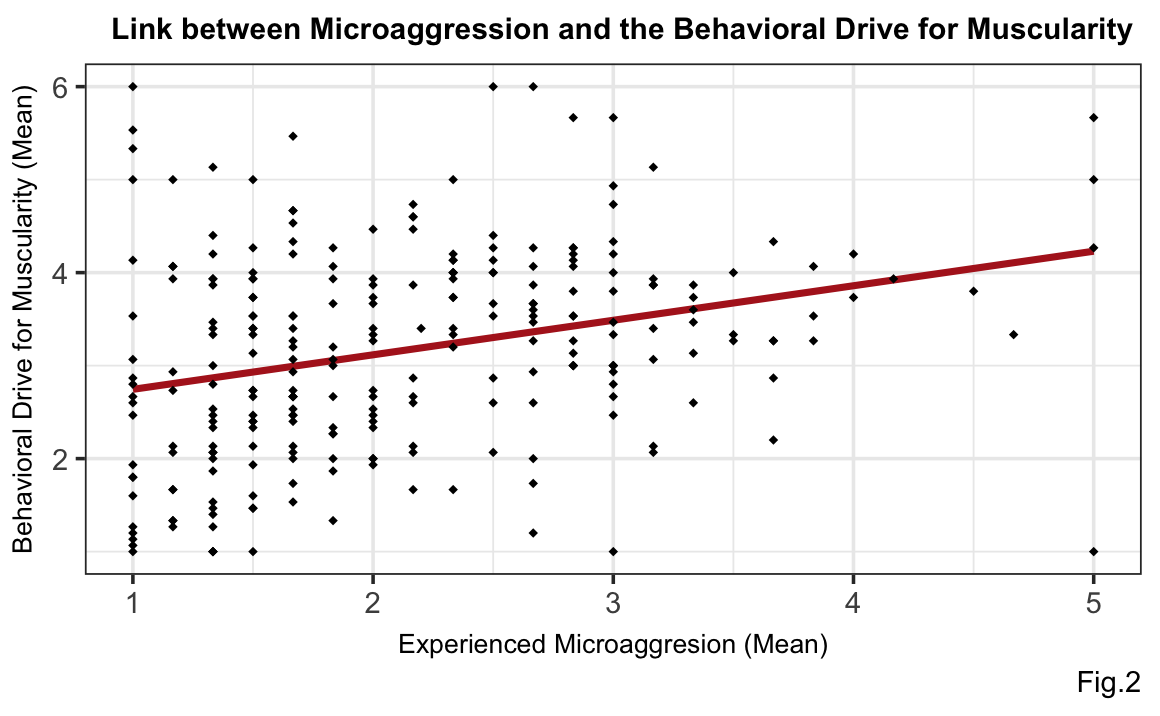 Link between Microaggression and the Behavioral Drive for Muscularity
Behavioral Drive for Muscularity (Mean)
6
4
2
1 2 3 4 5
Experienced Microaggresion (Mean)
Fig.2